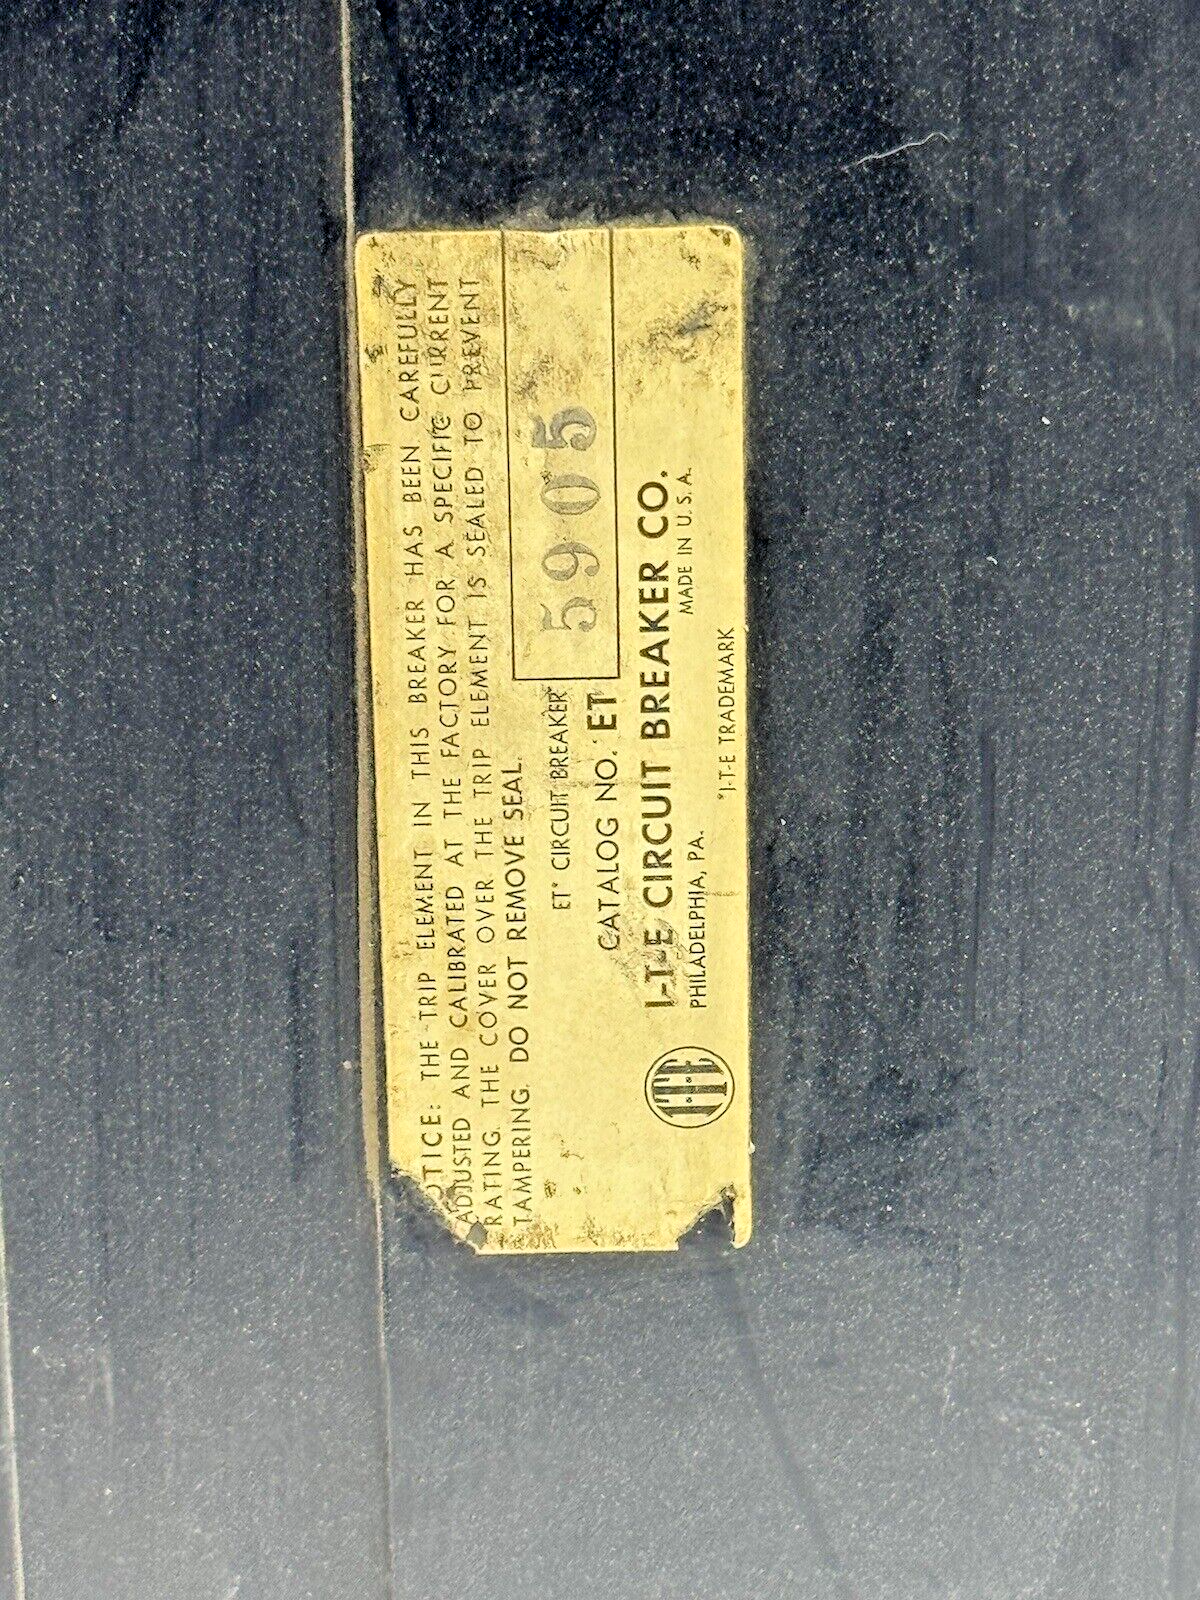 NOTICE: THE TRIP ELEMENT IN THIS BREAKER HAS BEEN CAREFULLY
ADJUSTED AND CALIBRATED AT THE FACTORY FOR A SPECIFIC CURRENT
RATING. THE COVER OVER THE TRIP ELEMENT IS SEALED TO PREVENT
TAMPERING. DO NOT REMOVE SEAL.
ET* CIRCUIT BREAKER
CATALOG NO. ET 5905
I-T-E CIRCUIT BREAKER CO.
PHILADELPHIA, PA. MADE IN U.S.A.
*I-T-E TRADEMARK
I-T-E